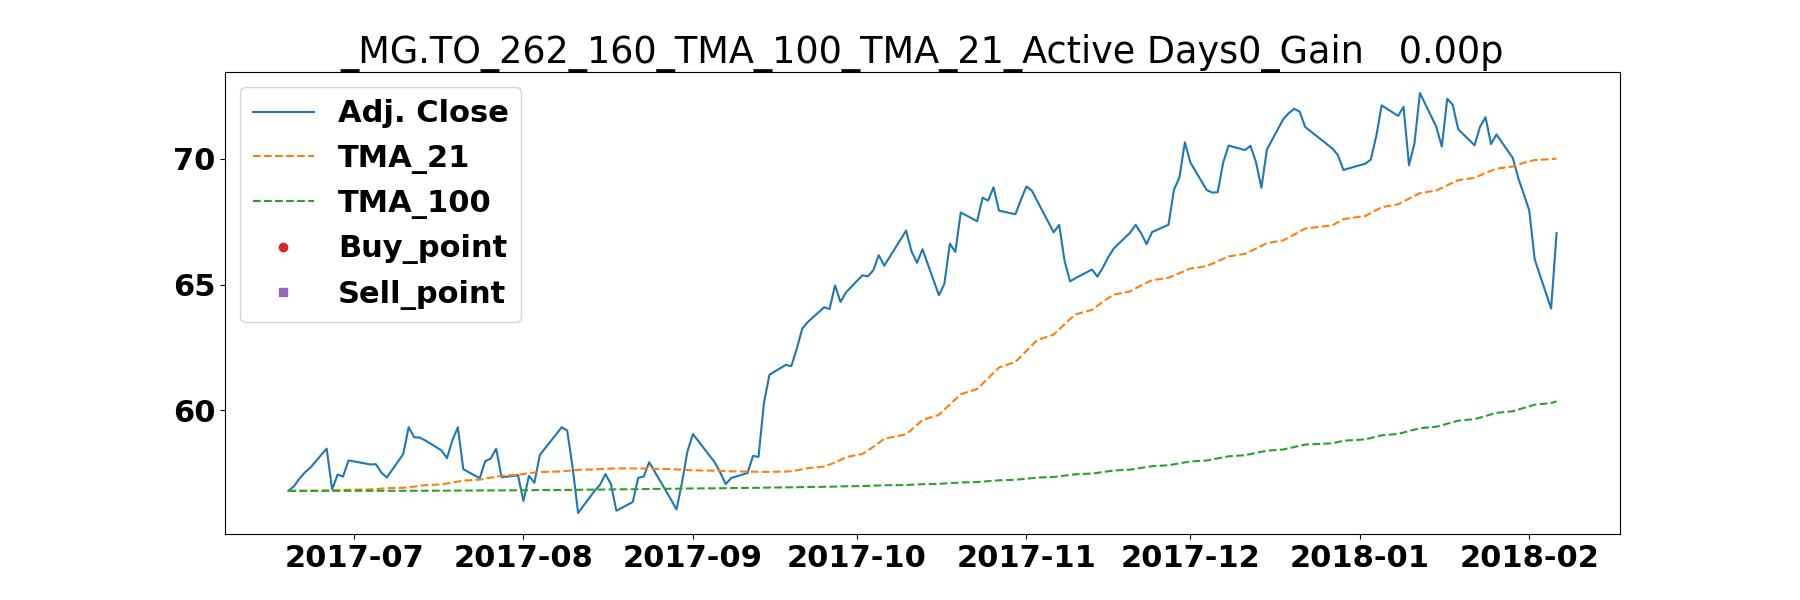 _MG.TO_262_160_TMA_100_TMA_21_Active Days0_Gain   0.00p
Adj. Close
TMA_21
TMA_100
Buy_point
Sell_point
70
65
60
2017-07 2017-08 2017-09 2017-10 2017-11 2017-12 2018-01 2018-02